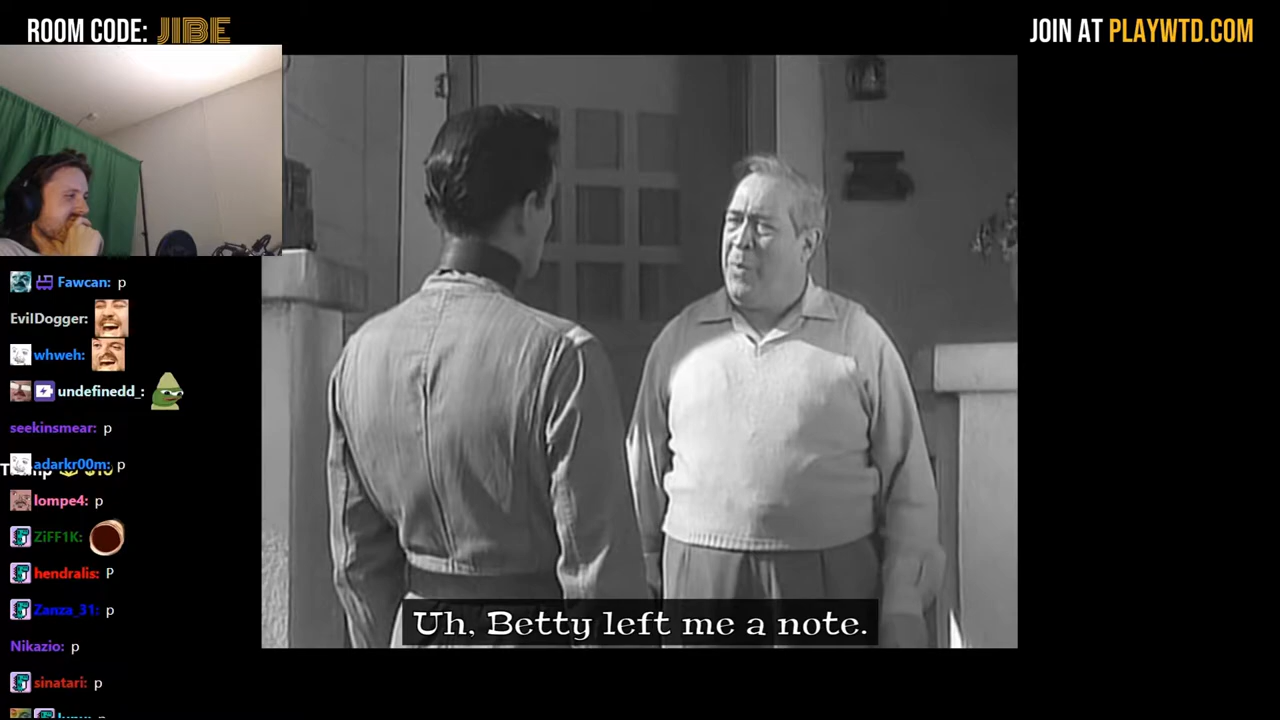 ROOM CODE: JIBE
JOIN AT PLAYWTD.COM
Fawcan: p
EvilDogger:
whweh:
undefinedd_:
seekinsmear: p
adarkr00m: p
lompe4: p
ZiFF1K:
hendralis: P
Zanza_31: p
Nikazio: p
sinatari: p
Uh, Betty left me a note.